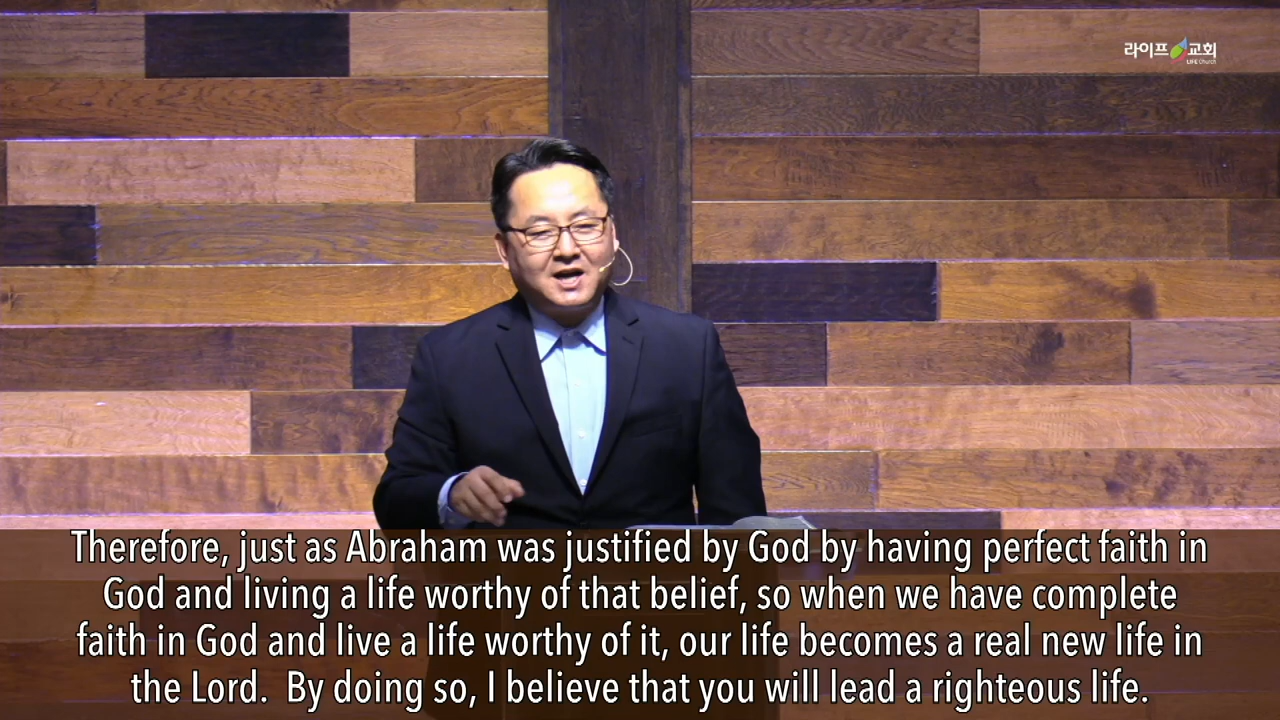 라이프 교회
LIFE Church
Therefore, just as Abraham was justified by God by having perfect faith in
God and living a life worthy of that belief, so when we have complete
faith in God and live a life worthy of it, our life becomes a real new life in
the Lord.  By doing so, I believe that you will lead a righteous life.